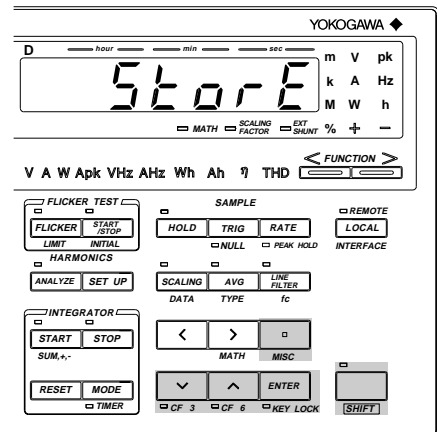 YOKOGAWA
D hour min sec
StorE
m V pk
k A Hz
M W h
% + −
MATH SCALING FACTOR EXT SHUNT
V A W Apk VHz AHz Wh Ah η THD
< FUNCTION >
FLICKER TEST
FLICKER START /STOP
LIMIT INITIAL
SAMPLE
HOLD TRIG RATE
NULL PEAK HOLD
REMOTE
LOCAL
INTERFACE
HARMONICS
ANALYZE SET UP
SCALING AVG LINE FILTER
DATA TYPE fc
INTEGRATOR
START STOP
SUM,+,-
RESET MODE
TIMER
< >
MATH MISC
ENTER
CF 3 CF 6 KEY LOCK
SHIFT